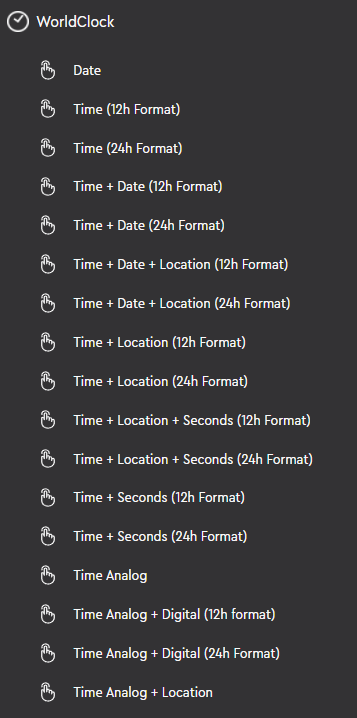 WorldClock
Date
Time (12h Format)
Time (24h Format)
Time + Date (12h Format)
Time + Date (24h Format)
Time + Date + Location (12h Format)
Time + Date + Location (24h Format)
Time + Location (12h Format)
Time + Location (24h Format)
Time + Location + Seconds (12h Format)
Time + Location + Seconds (24h Format)
Time + Seconds (12h Format)
Time + Seconds (24h Format)
Time Analog
Time Analog + Digital (12h format)
Time Analog + Digital (24h Format)
Time Analog + Location